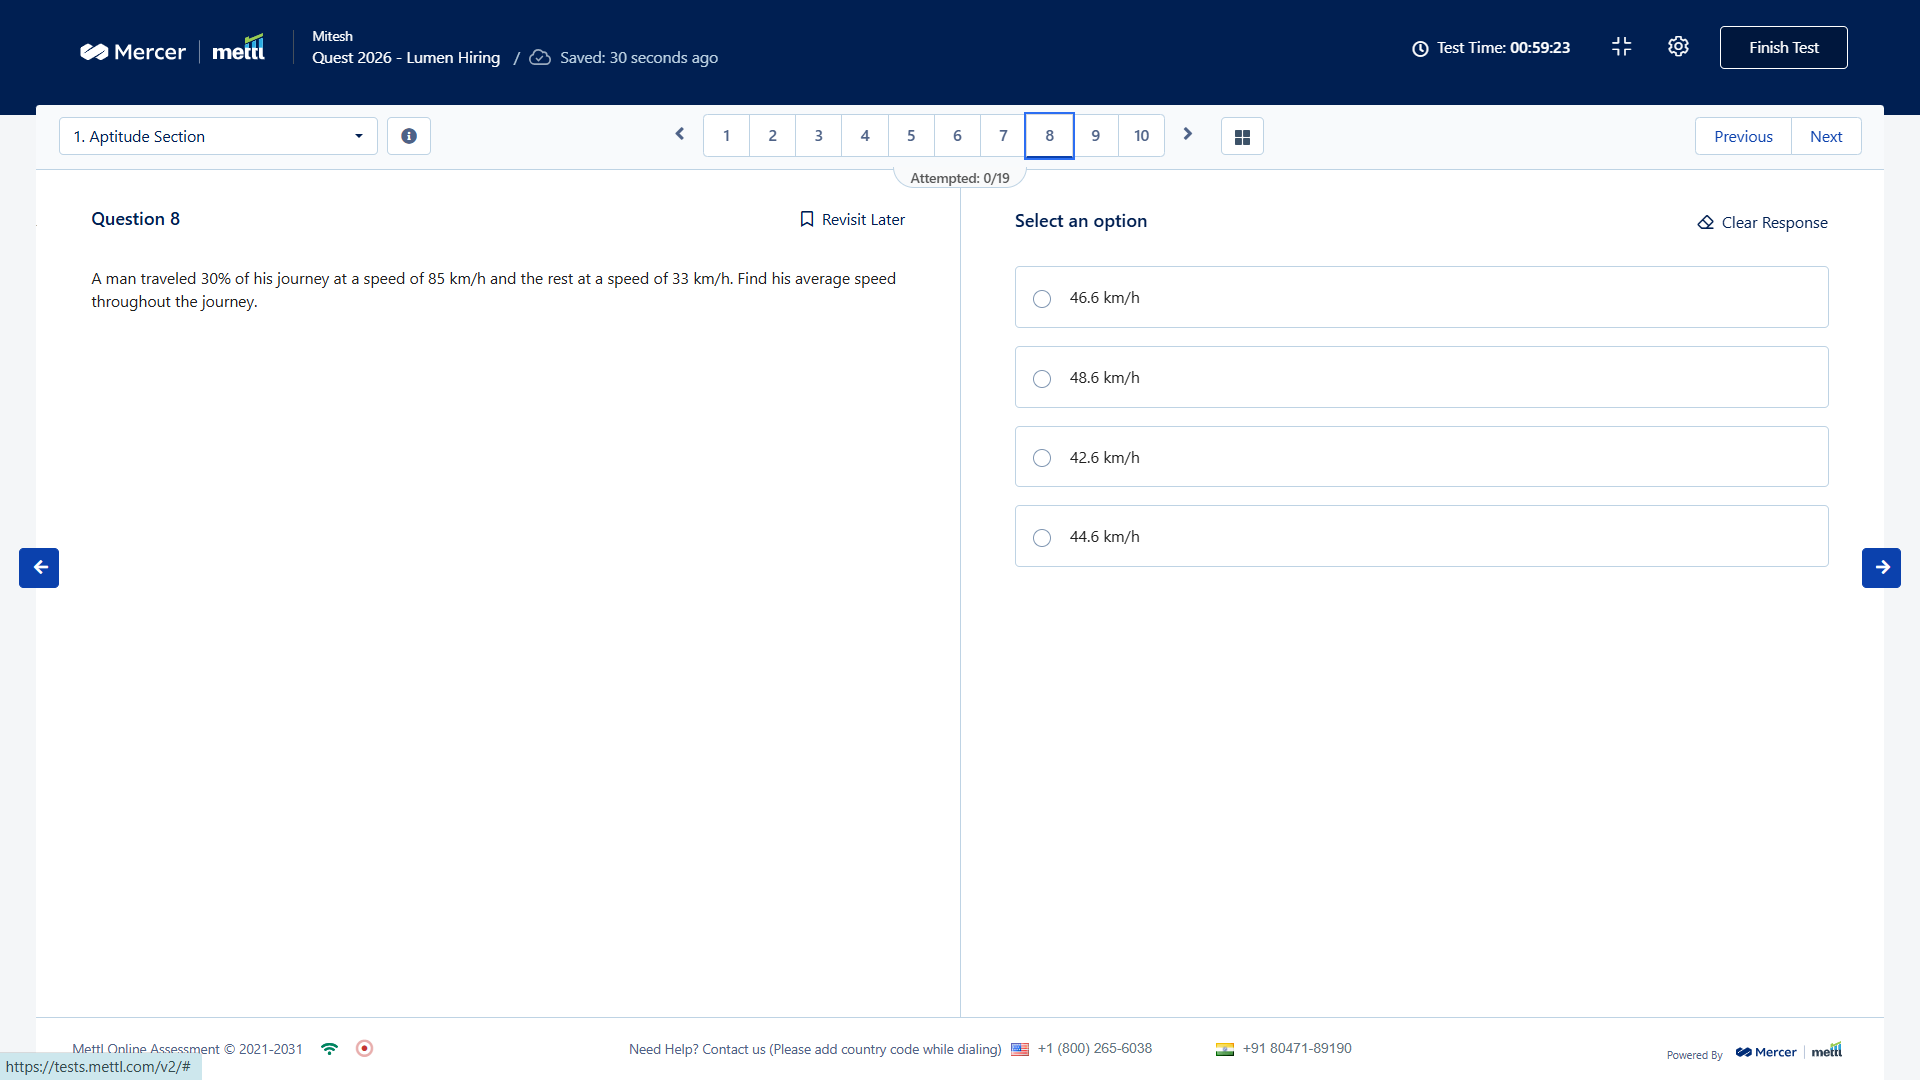 Mercer | mettl
Mitesh
Quest 2026 - Lumen Hiring / Saved: 30 seconds ago
Test Time: 00:59:23
Finish Test
1. Aptitude Section
1 2 3 4 5 6 7 8 9 10
Previous Next
Attempted: 0/19
Question 8
Revisit Later
A man traveled 30% of his journey at a speed of 85 km/h and the rest at a speed of 33 km/h. Find his average speed
throughout the journey.
Select an option
Clear Response
46.6 km/h
48.6 km/h
42.6 km/h
44.6 km/h
Mettl Online Assessment © 2021-2031
Need Help? Contact us (Please add country code while dialing) +1 (800) 265-6038 +91 80471-89190
Powered By Mercer | mettl
https://tests.mettl.com/v2/#